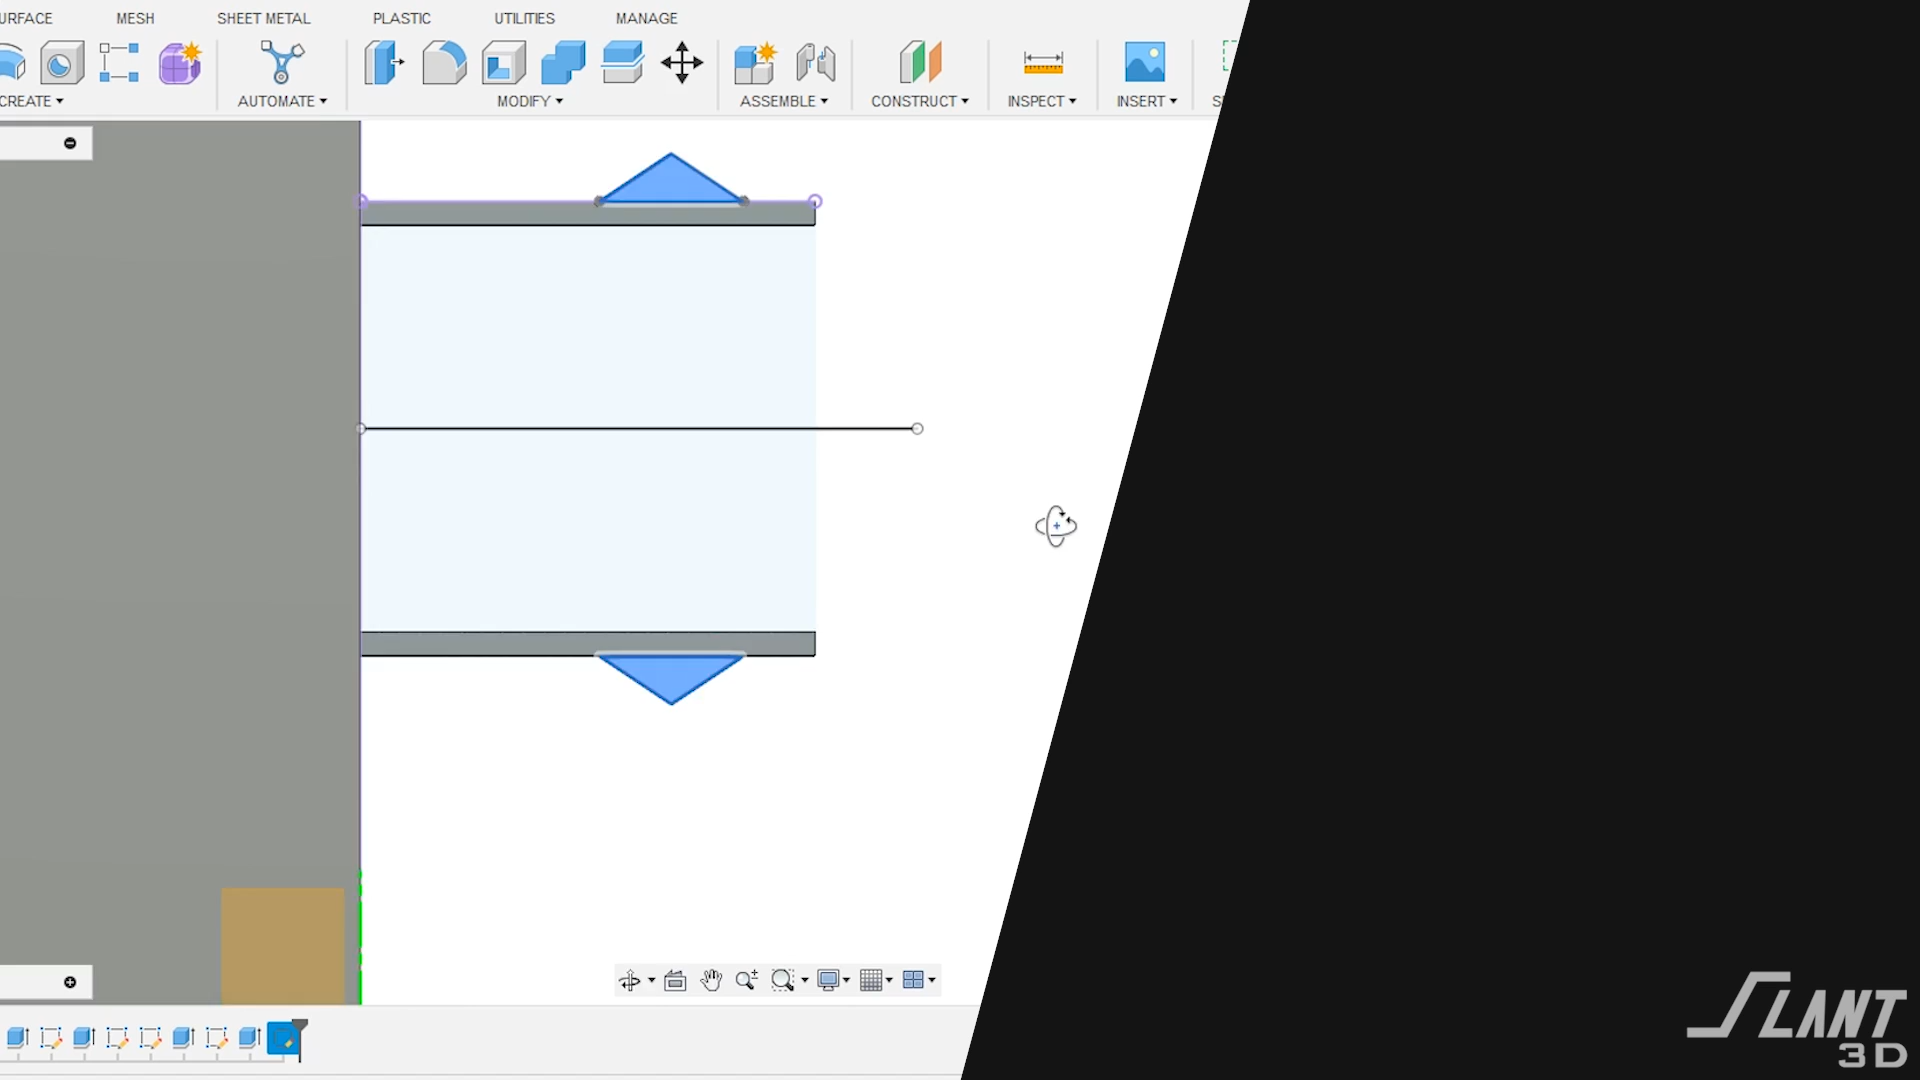 URFACE MESH SHEET METAL PLASTIC UTILITIES MANAGE
CREATE AUTOMATE MODIFY ASSEMBLE CONSTRUCT INSPECT INSERT S
SLANT
3D